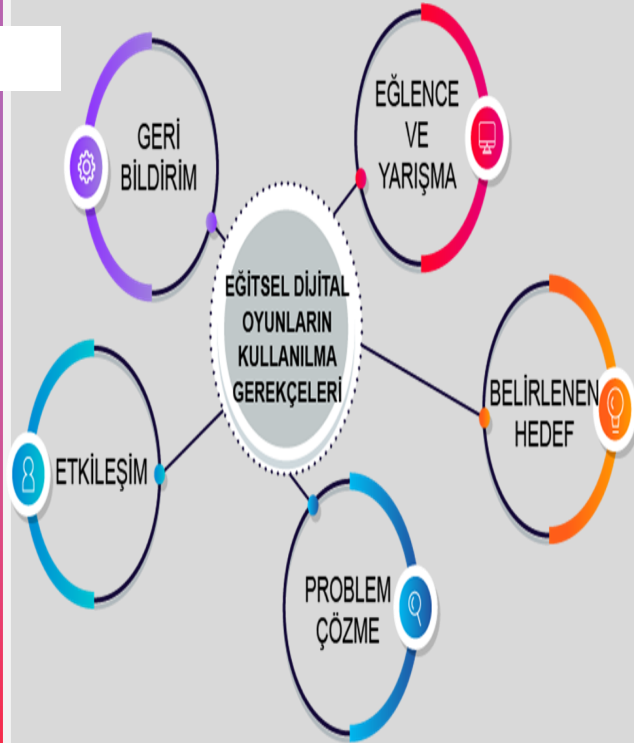 GERİ
BİLDİRİM
EĞLENCE
VE
YARIŞMA
EĞİTSEL DİJİTAL
OYUNLARIN
KULLANILMA
GEREKÇELERİ
BELİRLENEN
HEDEF
ETKİLEŞİM
PROBLEM
ÇÖZME